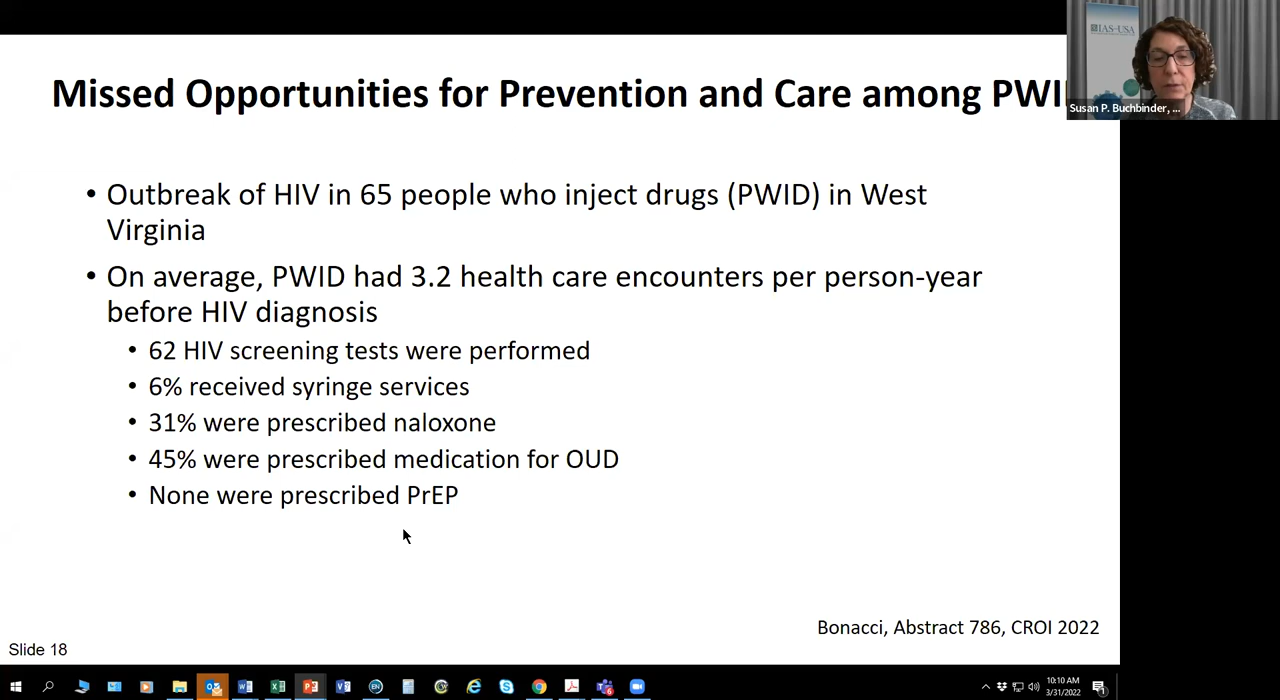 IAS-USA
Missed Opportunities for Prevention and Care among PWI
Susan P. Buchbinder, ...
• Outbreak of HIV in 65 people who inject drugs (PWID) in West
Virginia
• On average, PWID had 3.2 health care encounters per person-year
before HIV diagnosis
• 62 HIV screening tests were performed
• 6% received syringe services
• 31% were prescribed naloxone
• 45% were prescribed medication for OUD
• None were prescribed PrEP
Bonacci, Abstract 786, CROI 2022
Slide 18
10:10 AM
3/31/2022